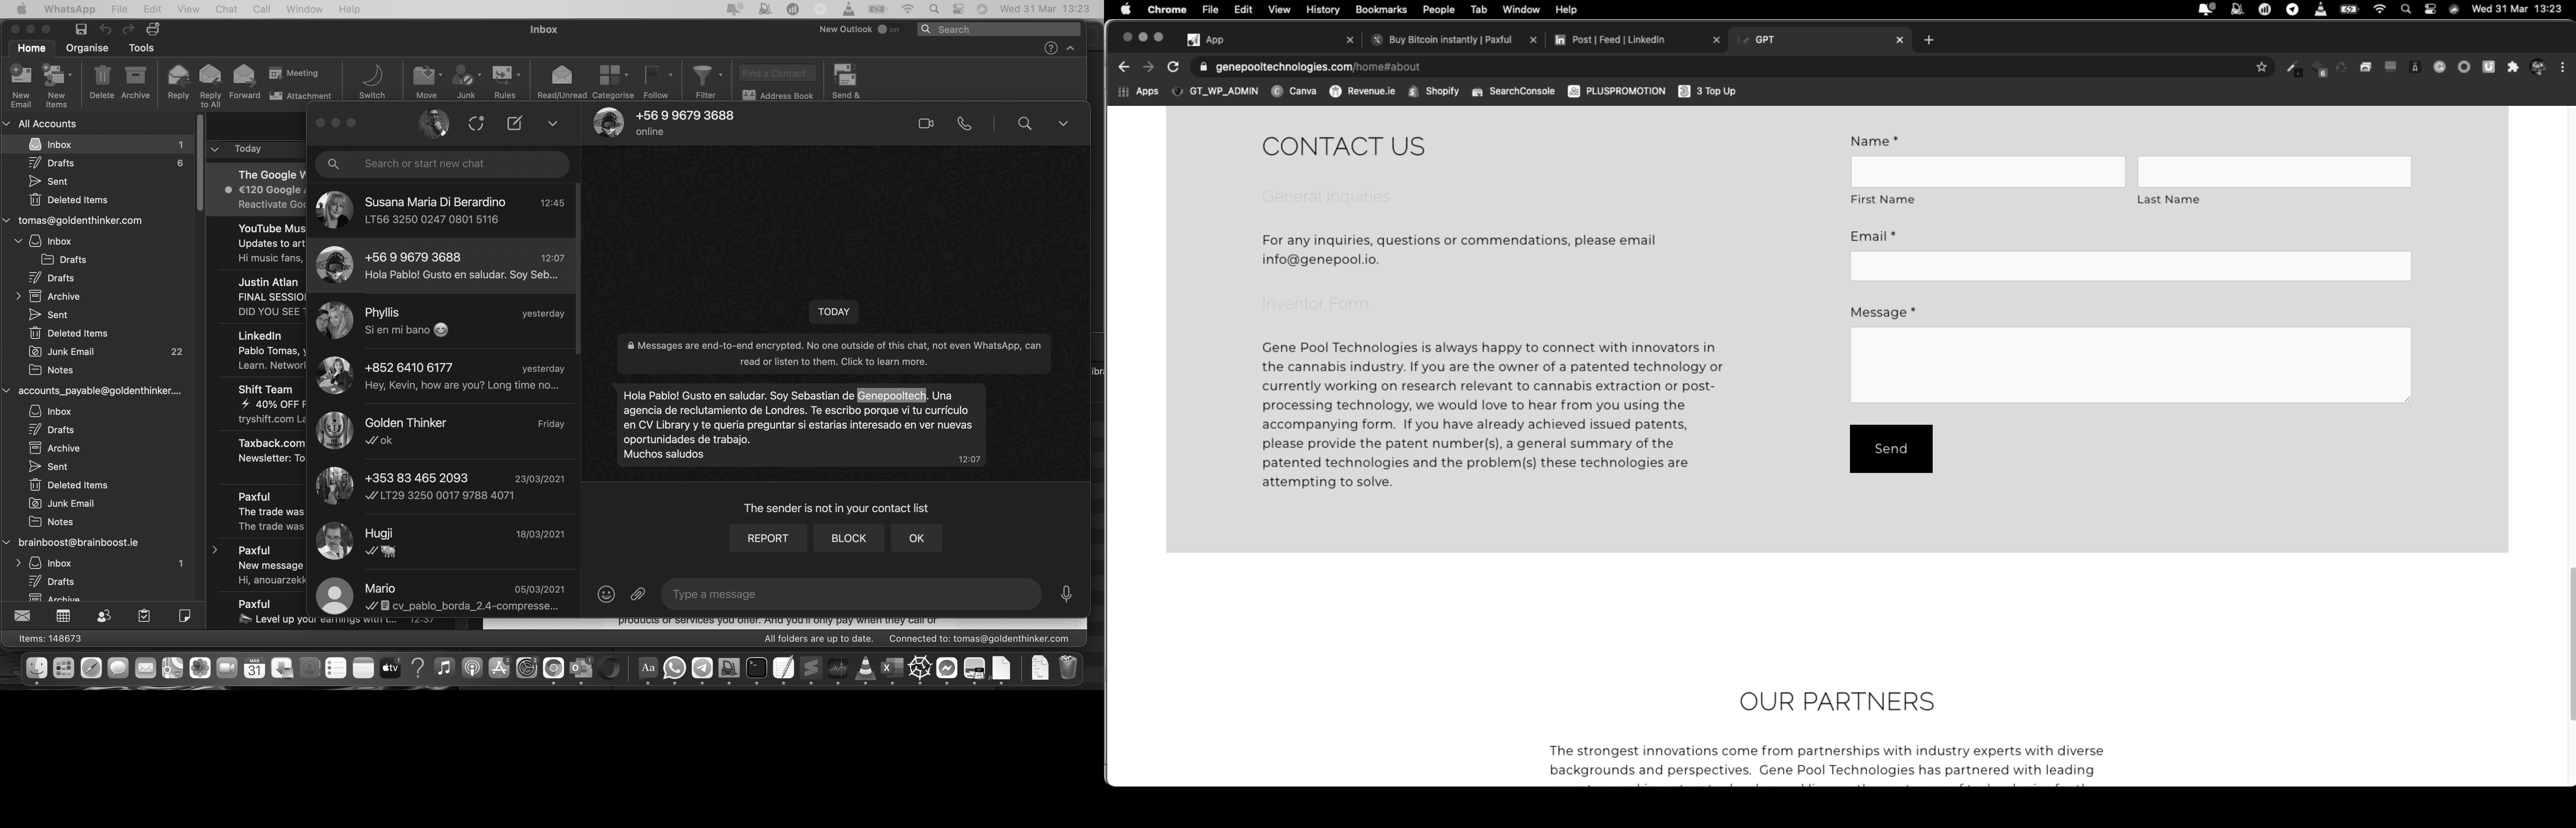 WhatsApp File Edit View Chat Call Window Help Wed 31 Mar 13:23
Inbox New Outlook Off Search
Home Organise Tools
New Email New Items Delete Archive Reply Reply to All Forward Meeting Attachment Switch Move Junk Rules Read/Unread Categorise Follow Filter Find a Contact Address Book Send &
All Accounts
Inbox 1
Drafts 6
Sent
Deleted Items
tomas@goldenthinker.com
Inbox
Drafts
Drafts
Archive
Sent
Deleted Items
Junk Email 22
Notes
accounts_payable@goldenthinker....
Inbox
Drafts
Archive
Sent
Deleted Items
Junk Email
Notes
brainboost@brainboost.ie
Inbox 1
Drafts
Archive
Items: 148673
Today
The Google W
€120 Google
Reactivate Goo
YouTube Mus
Updates to art
Hi music fans,
Justin Atlan
FINAL SESSIO
DID YOU SEE
LinkedIn
Pablo Tomas, y
Learn. Network
Shift Team
⚡ 40% OFF F
tryshift.com La
Taxback.com
Newsletter: To
Paxful
The trade was
The trade was
Paxful
New message
Hi, anouarzekk
Paxful
Level up your earnings with t... 12:37
Search or start new chat
Susana Maria Di Berardino 12:45
LT56 3250 0247 0801 5116
+56 9 9679 3688 12:07
Hola Pablo! Gusto en saludar. Soy Seb...
Phyllis yesterday
Si en mi bano 😊
+852 6410 6177 yesterday
Hey, Kevin, how are you? Long time no...
Golden Thinker Friday
ok
+353 83 465 2093 23/03/2021
LT29 3250 0017 9788 4071
Hugji 18/03/2021
Mario 05/03/2021
cv_pablo_borda_2.4-compresse...
+56 9 9679 3688
online
TODAY
Messages are end-to-end encrypted. No one outside of this chat, not even WhatsApp, can
read or listen to them. Click to learn more.
Hola Pablo! Gusto en saludar. Soy Sebastian de Genepooltech. Una
agencia de reclutamiento de Londres. Te escribo porque vi tu currículo
en CV Library y te queria preguntar si estarias interesado en ver nuevas
oportunidades de trabajo.
Muchos saludos
12:07
The sender is not in your contact list
REPORT BLOCK OK
Type a message
products or services you offer. And you'll only pay when they call or
All folders are up to date. Connected to: tomas@goldenthinker.com
MAR 31 tv Aa
Chrome File Edit View History Bookmarks People Tab Window Help Wed 31 Mar 13:23
App Buy Bitcoin instantly | Paxful Post | Feed | LinkedIn GPT
genepooltechnologies.com/home#about
Apps GT_WP_ADMIN Canva Revenue.ie Shopify SearchConsole PLUSPROMOTION 3 Top Up
CONTACT US
General Inquiries
For any inquiries, questions or commendations, please email
info@genepool.io.
Inventor Form
Gene Pool Technologies is always happy to connect with innovators in
the cannabis industry. If you are the owner of a patented technology or
currently working on research relevant to cannabis extraction or post-
processing technology, we would love to hear from you using the
accompanying form. If you have already achieved issued patents,
please provide the patent number(s), a general summary of the
patented technologies and the problem(s) these technologies are
attempting to solve.
Name *
First Name Last Name
Email *
Message *
Send
OUR PARTNERS
The strongest innovations come from partnerships with industry experts with diverse
backgrounds and perspectives. Gene Pool Technologies has partnered with leading